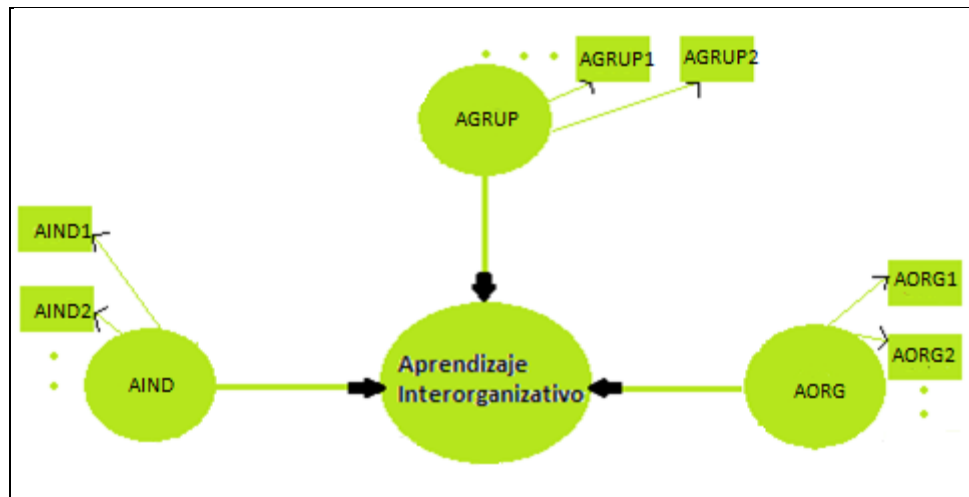 AGRUP1
AGRUP2
AGRUP
AIND1
AIND2
AIND
Aprendizaje
Interorganizativo
AORG1
AORG2
AORG